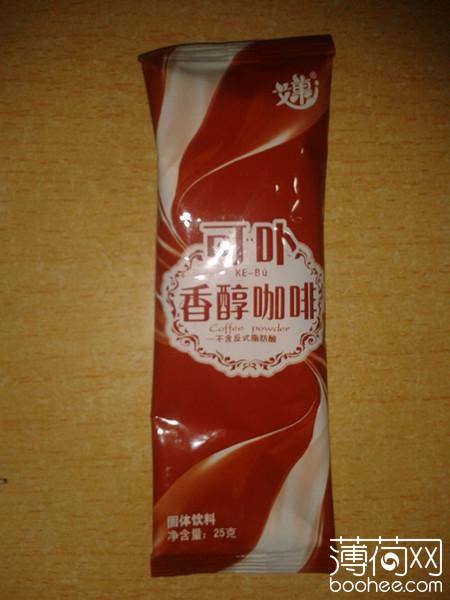 ®
可卟
KE-BU
香醇咖啡
Coffee powder
一不含反式脂肪酸
固体饮料
净含量：25克
薄荷网
boohee.com